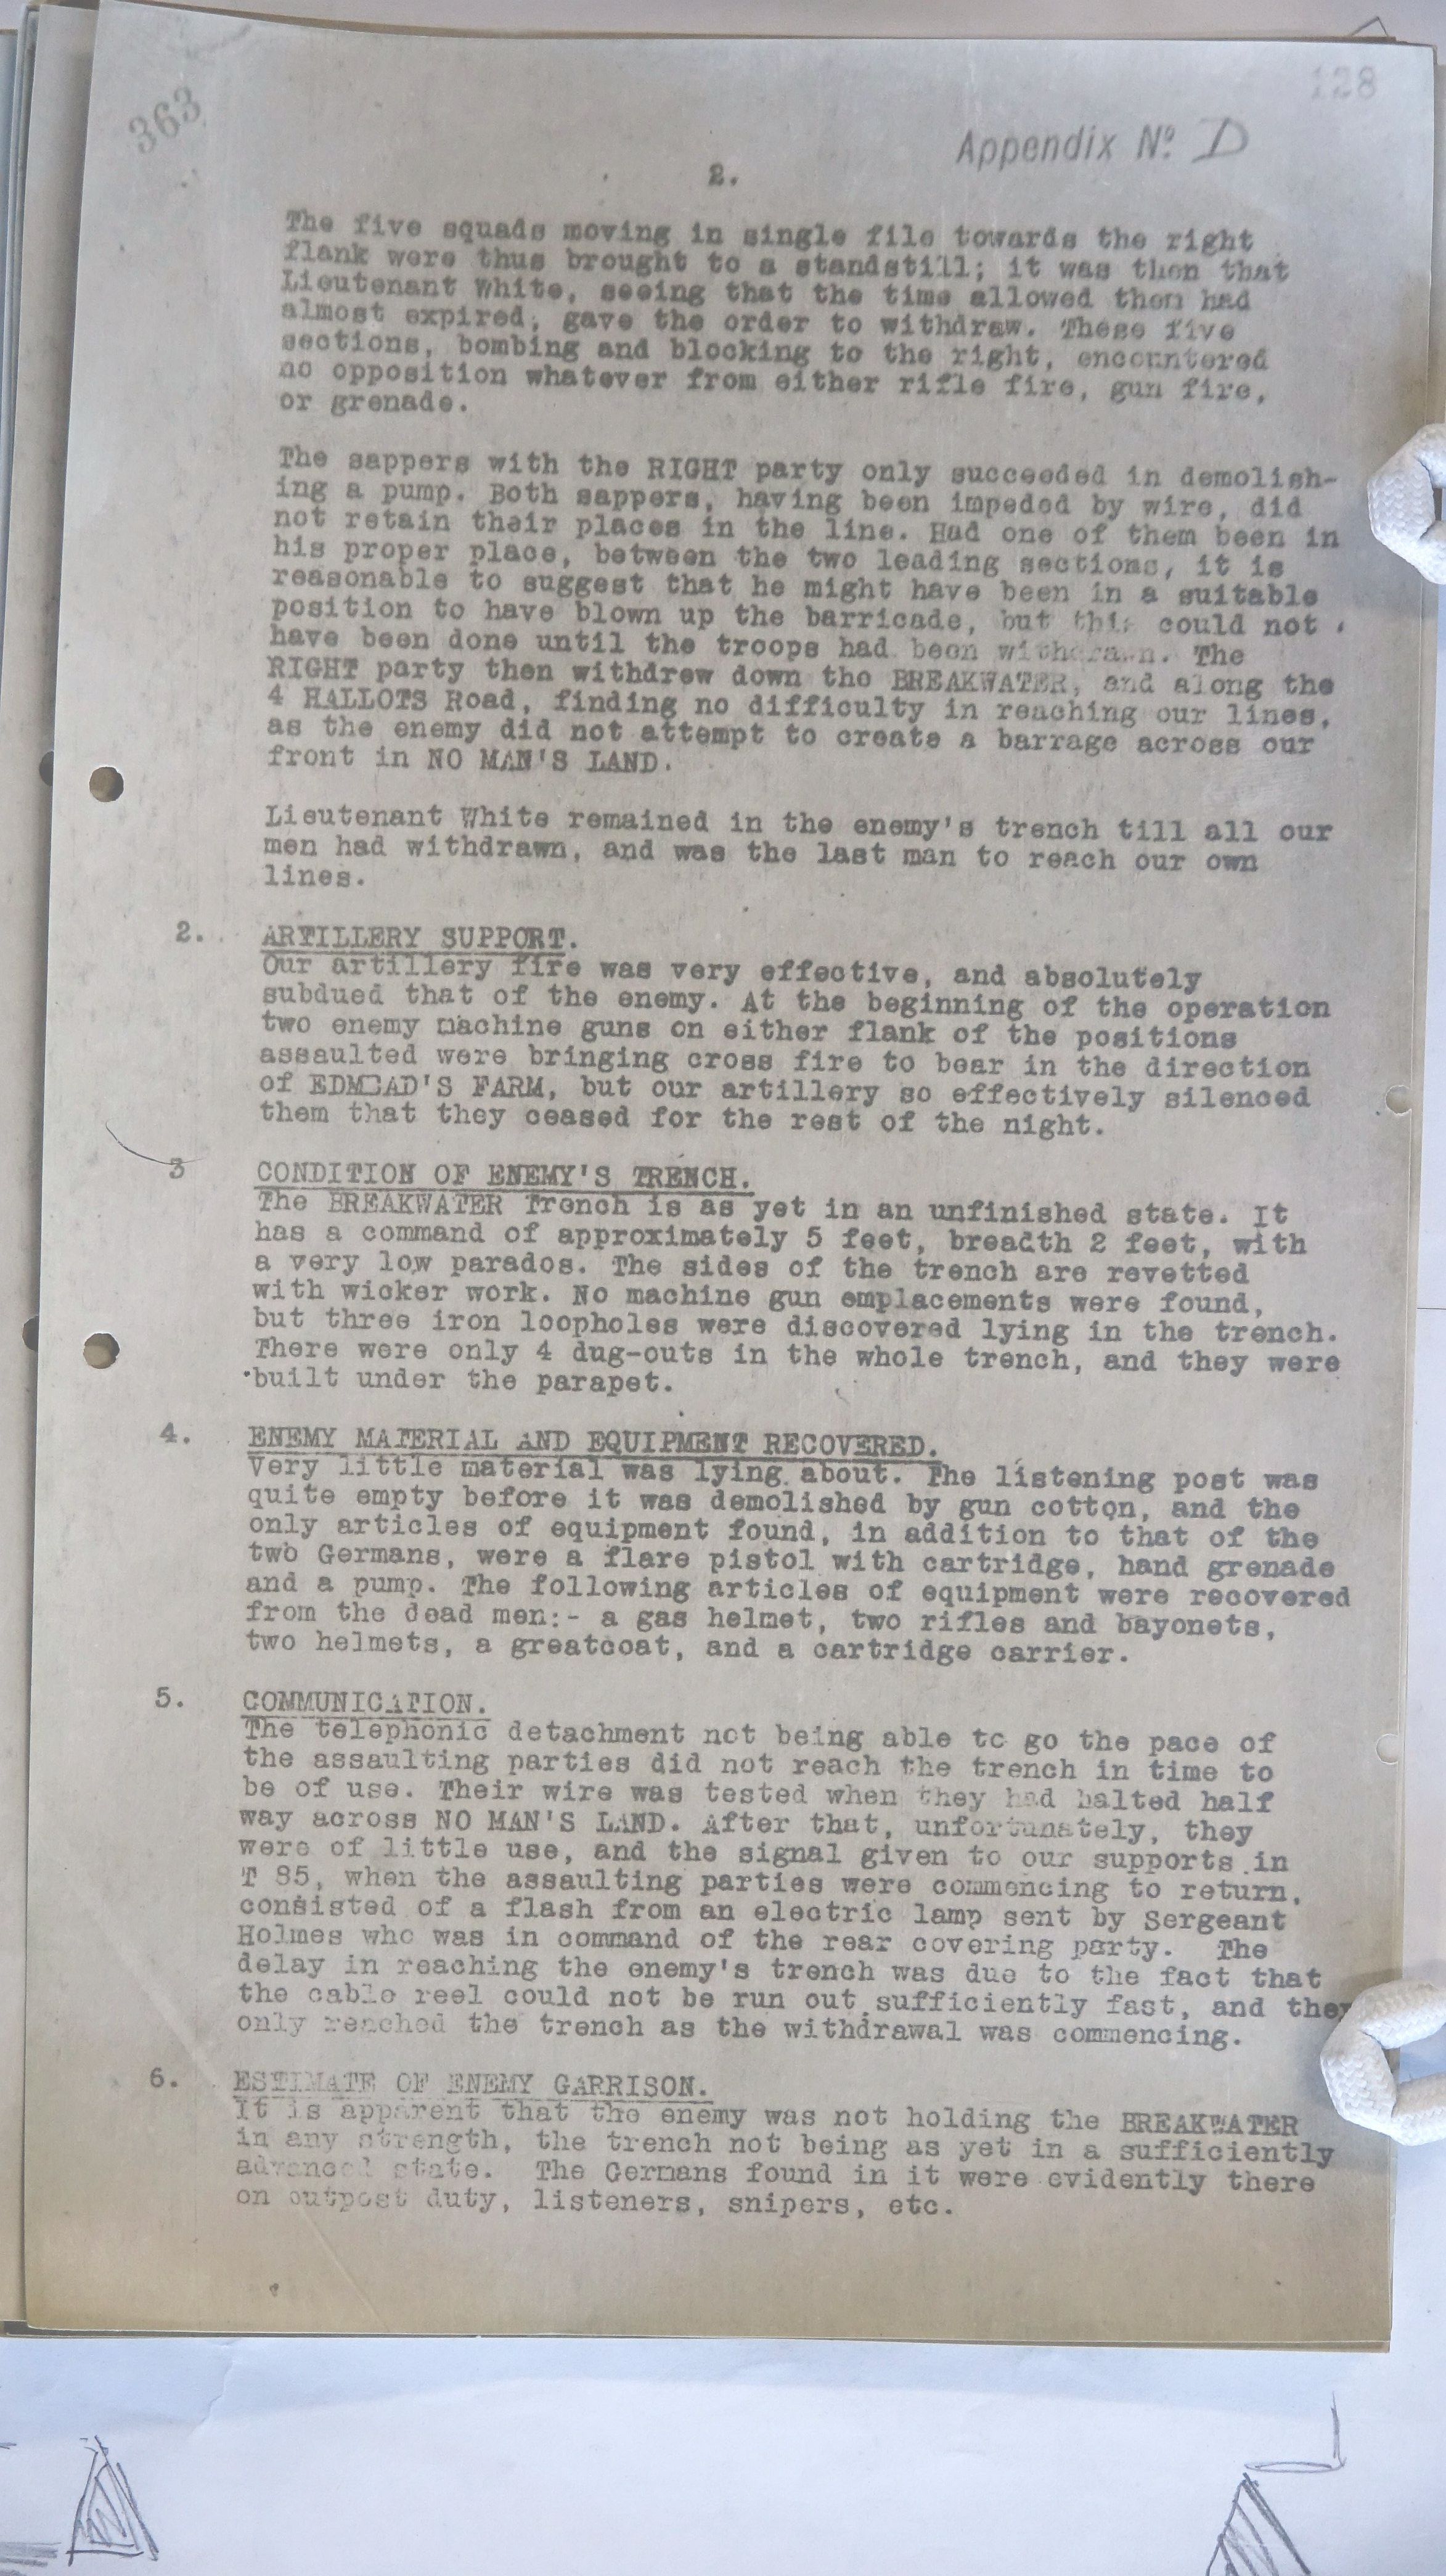 363
128
Appendix Nº D
2.
The five squads moving in single file towards the right
flank were thus brought to a standstill; it was then that
Lieutenant White, seeing that the time allowed then had
almost expired, gave the order to withdraw. These five
sections, bombing and blocking to the right, encountered
no opposition whatever from either rifle fire, gun fire,
or grenade.
The sappers with the RIGHT party only succeeded in demolish-
ing a pump. Both sappers, having been impeded by wire, did
not retain their places in the line. Had one of them been in
his proper place, between the two leading sections, it is
reasonable to suggest that he might have been in a suitable
position to have blown up the barricade, but this could not
have been done until the troops had been withdrawn. The
RIGHT party then withdrew down the BREAKWATER, and along the
4 HALLOTS Road, finding no difficulty in reaching our lines,
as the enemy did not attempt to create a barrage across our
front in NO MAN'S LAND.
Lieutenant White remained in the enemy's trench till all our
men had withdrawn, and was the last man to reach our own
lines.
2. ARTILLERY SUPPORT.
Our artillery fire was very effective, and absolutely
subdued that of the enemy. At the beginning of the operation
two enemy machine guns on either flank of the positions
assaulted were bringing cross fire to bear in the direction
of EDMEAD'S FARM, but our artillery so effectively silenced
them that they ceased for the rest of the night.
3 CONDITION OF ENEMY'S TRENCH.
The BREAKWATER Trench is as yet in an unfinished state. It
has a command of approximately 5 feet, breadth 2 feet, with
a very low parados. The sides of the trench are revetted
with wicker work. No machine gun emplacements were found,
but three iron loopholes were discovered lying in the trench.
There were only 4 dug-outs in the whole trench, and they were
built under the parapet.
4. ENEMY MATERIAL AND EQUIPMENT RECOVERED.
Very little material was lying about. The listening post was
quite empty before it was demolished by gun cotton, and the
only articles of equipment found, in addition to that of the
two Germans, were a flare pistol with cartridge, hand grenade
and a pump. The following articles of equipment were recovered
from the dead men:- a gas helmet, two rifles and bayonets,
two helmets, a greatcoat, and a cartridge carrier.
5. COMMUNICATION.
The telephonic detachment not being able to go the pace of
the assaulting parties did not reach the trench in time to
be of use. Their wire was tested when they had halted half
way across NO MAN'S LAND. After that, unfortunately, they
were of little use, and the signal given to our supports in
T 85, when the assaulting parties were commencing to return,
consisted of a flash from an electric lamp sent by Sergeant
Holmes who was in command of the rear covering party. The
delay in reaching the enemy's trench was due to the fact that
the cable reel could not be run out sufficiently fast, and they
only reached the trench as the withdrawal was commencing.
6. ESTIMATE OF ENEMY GARRISON.
It is apparent that the enemy was not holding the BREAKWATER
in any strength, the trench not being as yet in a sufficiently
advanced state. The Germans found in it were evidently there
on outpost duty, listeners, snipers, etc.